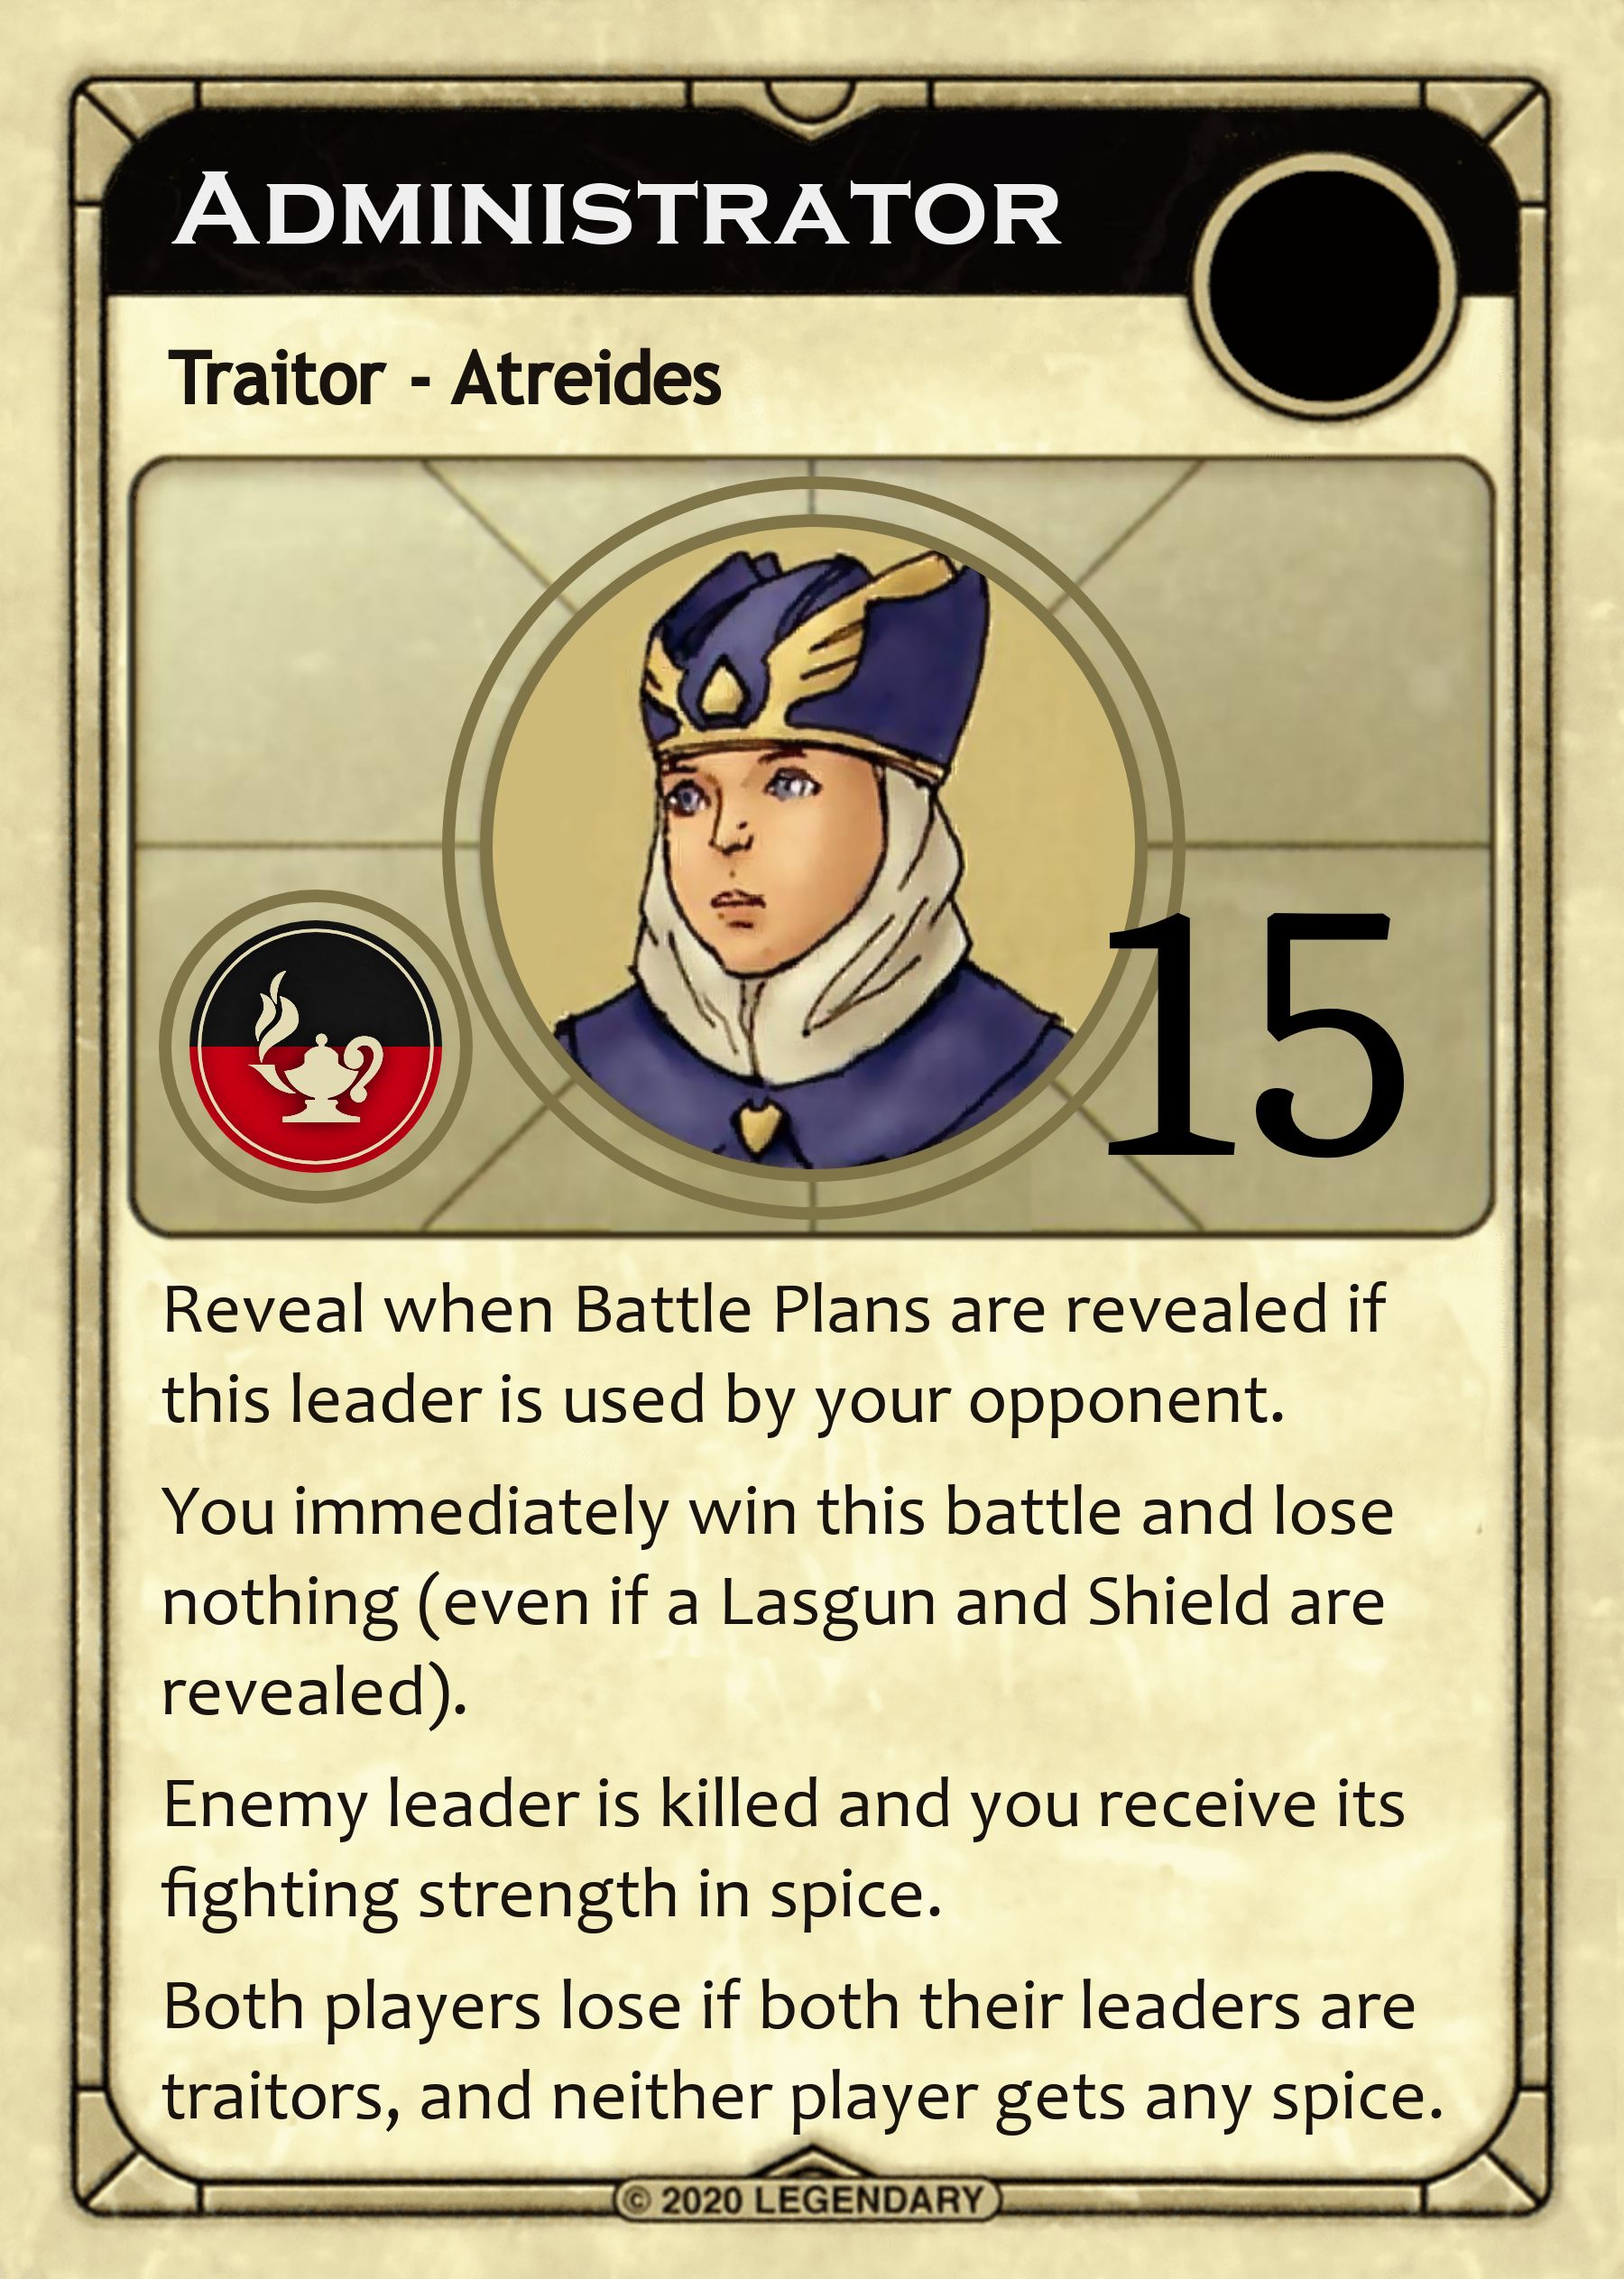 ADMINISTRATOR
Traitor - Atreides
15
Reveal when Battle Plans are revealed if
this leader is used by your opponent.
You immediately win this battle and lose
nothing (even if a Lasgun and Shield are
revealed).
Enemy leader is killed and you receive its
fighting strength in spice.
Both players lose if both their leaders are
traitors, and neither player gets any spice.
© 2020 LEGENDARY